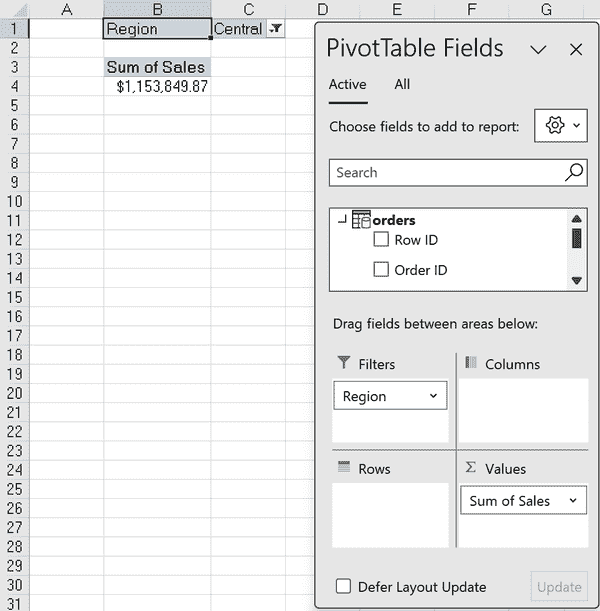 A B C D E F G
1 Region Central
2
3 Sum of Sales
4 $1,153,849.87
5
6
7
8
9
10
11
12
13
14
15
16
17
18
19
20
21
22
23
24
25
26
27
28
29
30
31
PivotTable Fields
Active All
Choose fields to add to report:
Search
orders
Row ID
Order ID
Drag fields between areas below:
Filters Columns
Region
Rows Σ Values
Sum of Sales
Defer Layout Update Update